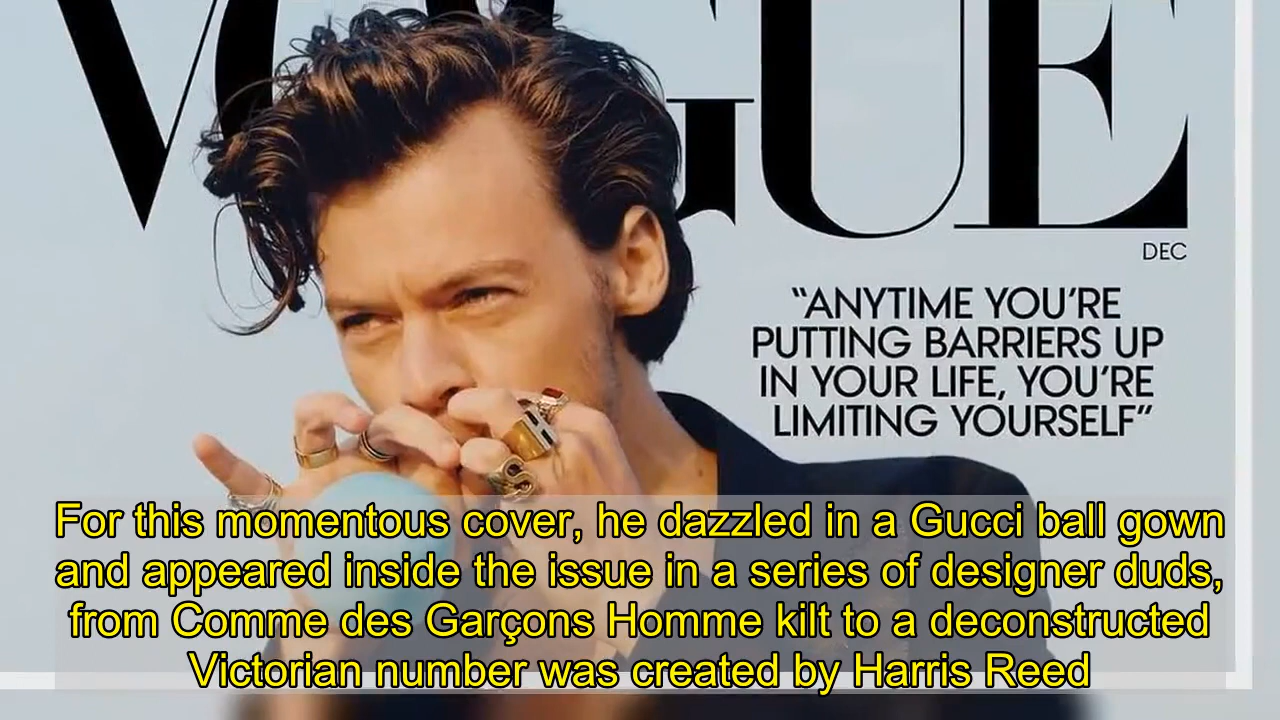 VOGUE
DEC
“ANYTIME YOU’RE
PUTTING BARRIERS UP
IN YOUR LIFE, YOU’RE
LIMITING YOURSELF”
For this momentous cover, he dazzled in a Gucci ball gown
and appeared inside the issue in a series of designer duds,
from Comme des Garçons Homme kilt to a deconstructed
Victorian number was created by Harris Reed